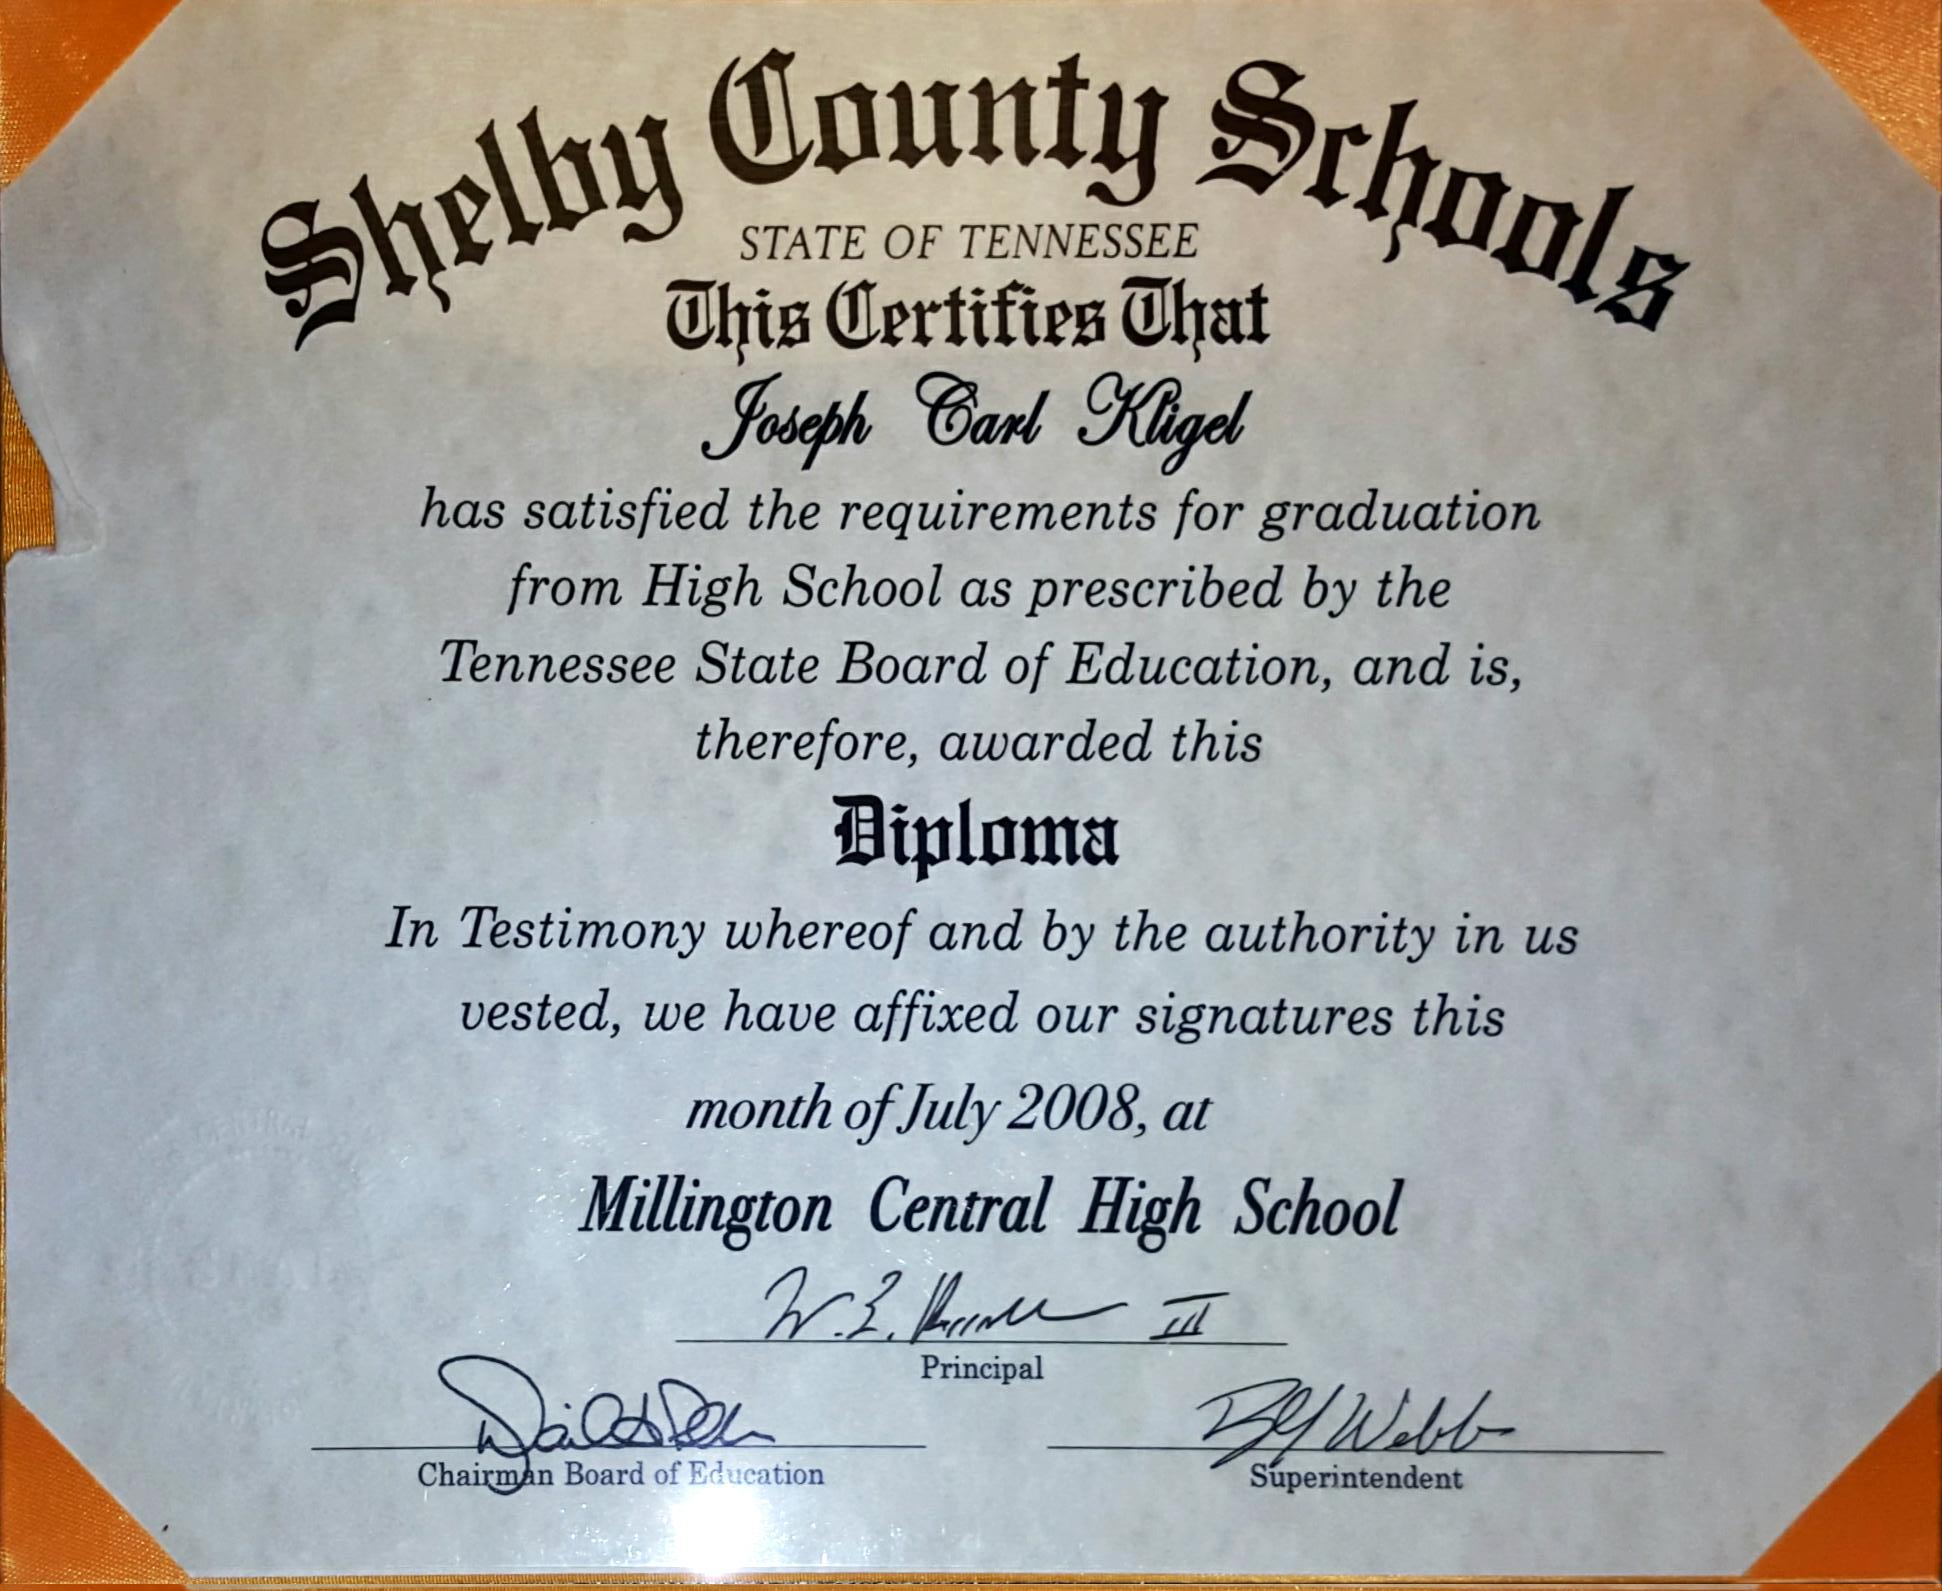 Shelby County Schools
STATE OF TENNESSEE
This Certifies That
Joseph Carl Kligel
has satisfied the requirements for graduation
from High School as prescribed by the
Tennessee State Board of Education, and is,
therefore, awarded this
Diploma
In Testimony whereof and by the authority in us
vested, we have affixed our signatures this
month of July 2008, at
Millington Central High School
W. E. III
Principal
Webb
Chairman Board of Education
Superintendent